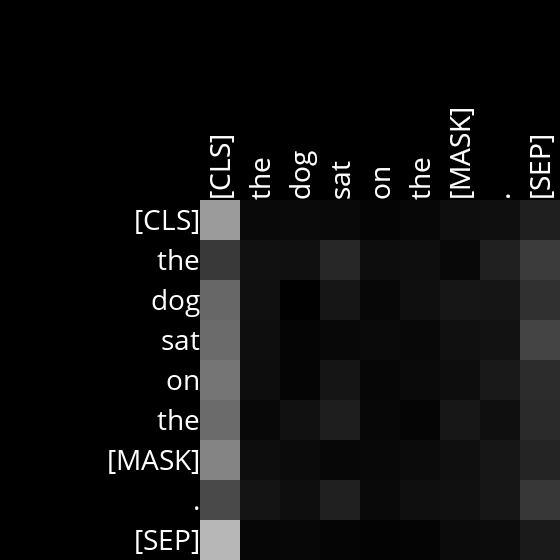 [CLS] the dog sat on the [MASK] . [SEP]
[CLS]
the
dog
sat
on
the
[MASK]
.
[SEP]